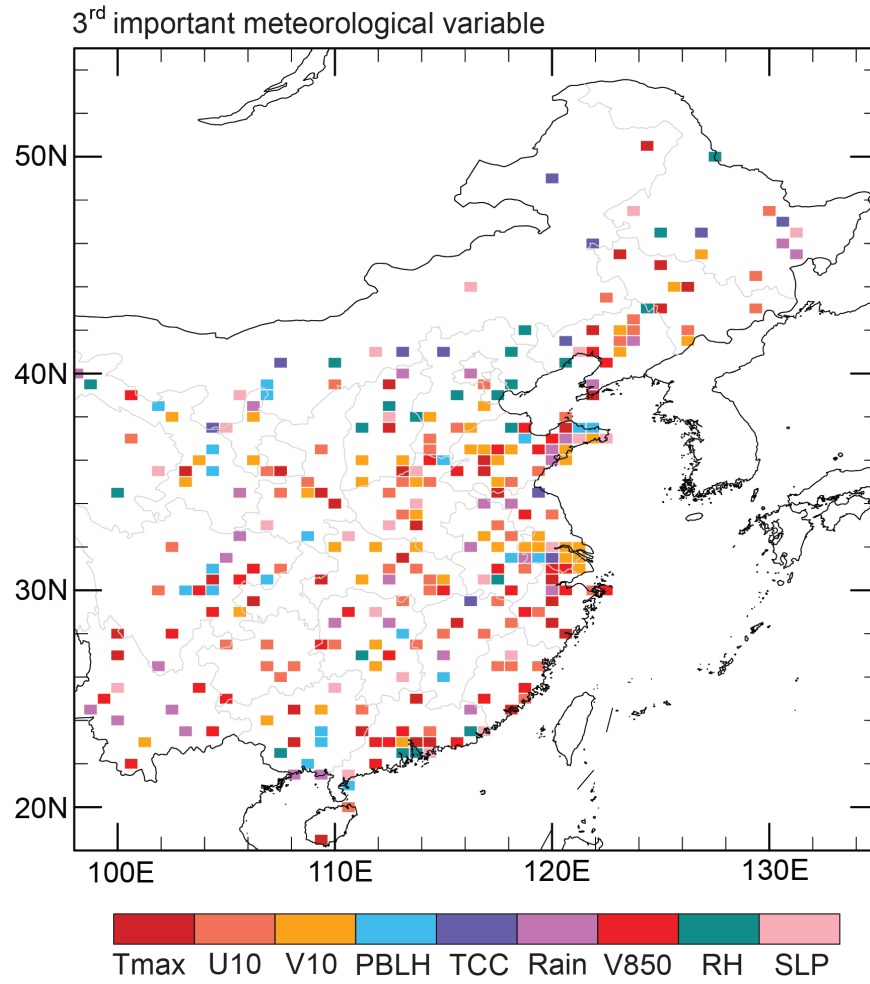 3rd important meteorological variable
50N
40N
30N
20N
100E 110E 120E 130E
Tmax U10 V10 PBLH TCC Rain V850 RH SLP